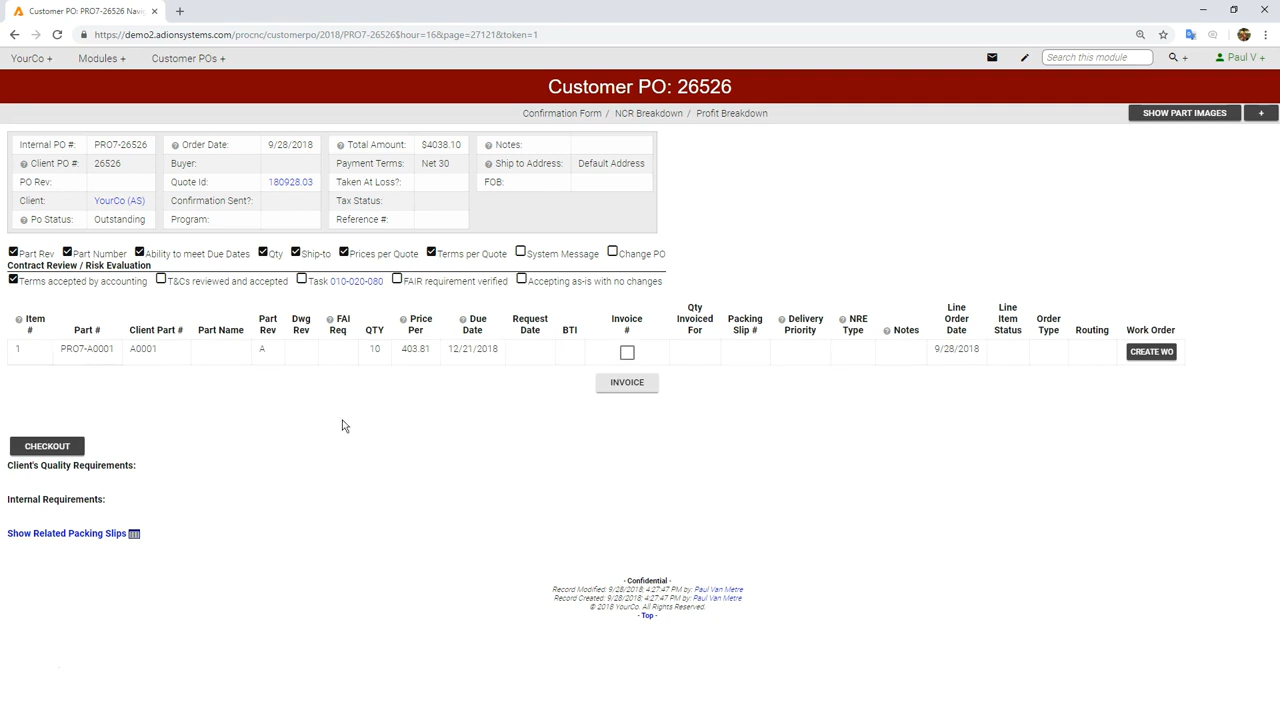 Customer PO: PRO7-26526 Navi
https://demo2.adionsystems.com/procnc/customerpo/2018/PRO7-26526$hour=16&page=27121&token=1
YourCo + Modules + Customer POs + Search this module + Paul V +
Customer PO: 26526
Confirmation Form / NCR Breakdown / Profit Breakdown SHOW PART IMAGES +
Internal PO #: PRO7-26526 Order Date: 9/28/2018 Total Amount: $4038.10 Notes:
Client PO #: 26526 Buyer: Payment Terms: Net 30 Ship to Address: Default Address
PO Rev: Quote Id: 180928.03 Taken At Loss?: FOB:
Client: YourCo (AS) Confirmation Sent?: Tax Status:
Po Status: Outstanding Program: Reference #:
Part Rev Part Number Ability to meet Due Dates Qty Ship-to Prices per Quote Terms per Quote System Message Change PO
Contract Review / Risk Evaluation
Terms accepted by accounting T&Cs reviewed and accepted Task 010-020-080 FAIR requirement verified Accepting as-is with no changes
Item # Part # Client Part # Part Name Part Rev Dwg Rev FAI Req QTY Price Per Due Date Request Date BTI Invoice # Qty Invoiced For Packing Slip # Delivery Priority NRE Type Notes Line Order Date Line Item Status Order Type Routing Work Order
1 PRO7-A0001 A0001 A 10 403.81 12/21/2018 9/28/2018 CREATE WO
INVOICE
CHECKOUT
Client's Quality Requirements:
Internal Requirements:
Show Related Packing Slips
- Confidential -
Record Modified: 9/28/2018; 4:27:47 PM by: Paul Van Metre
Record Created: 9/28/2018; 4:27:47 PM by: Paul Van Metre
© 2018 YourCo. All Rights Reserved.
- Top -